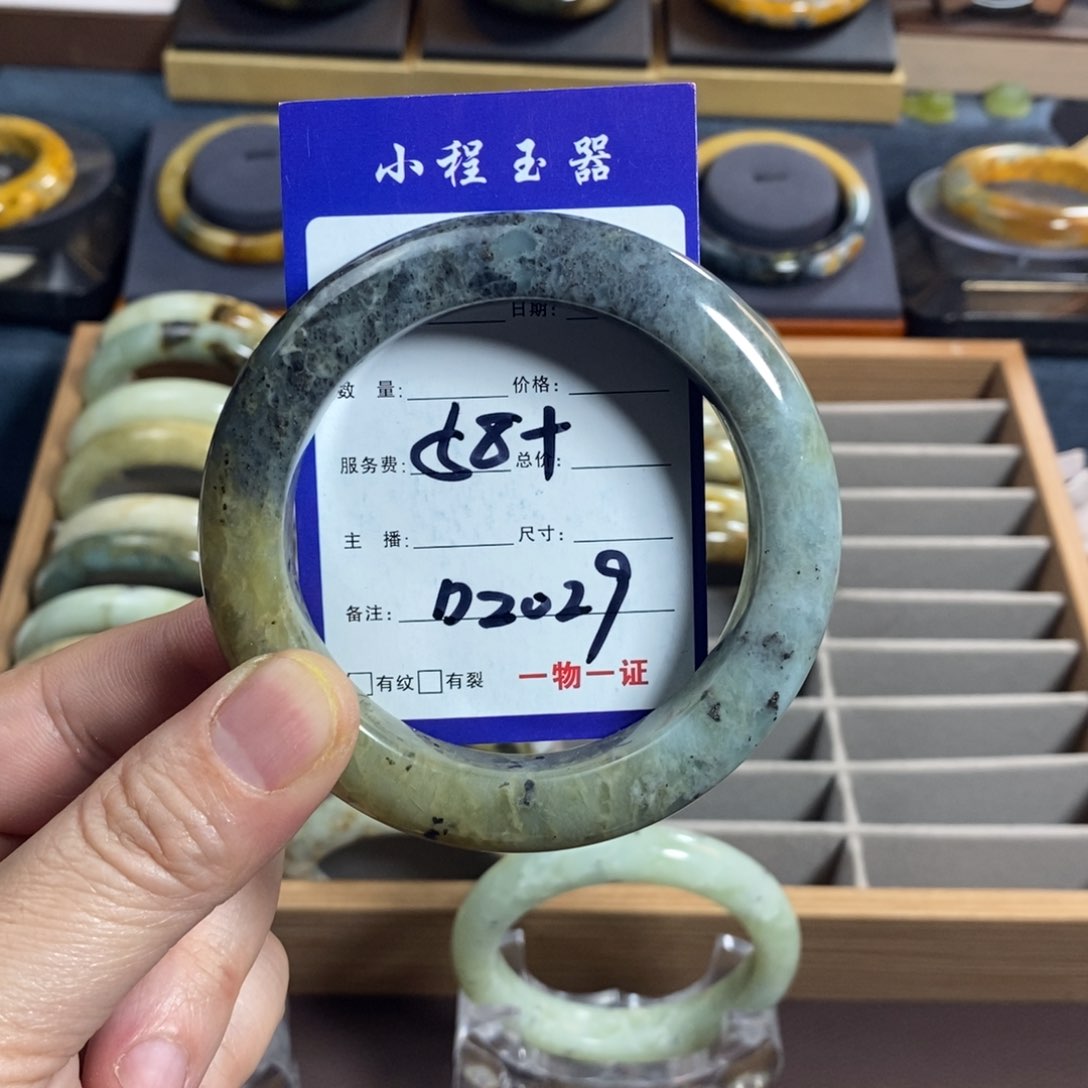 小程玉器
日期:
数 量: 价格:
58+
服务费: 总价:
主 播: 尺寸:
备注: D2029
□有纹□有裂 一物一证